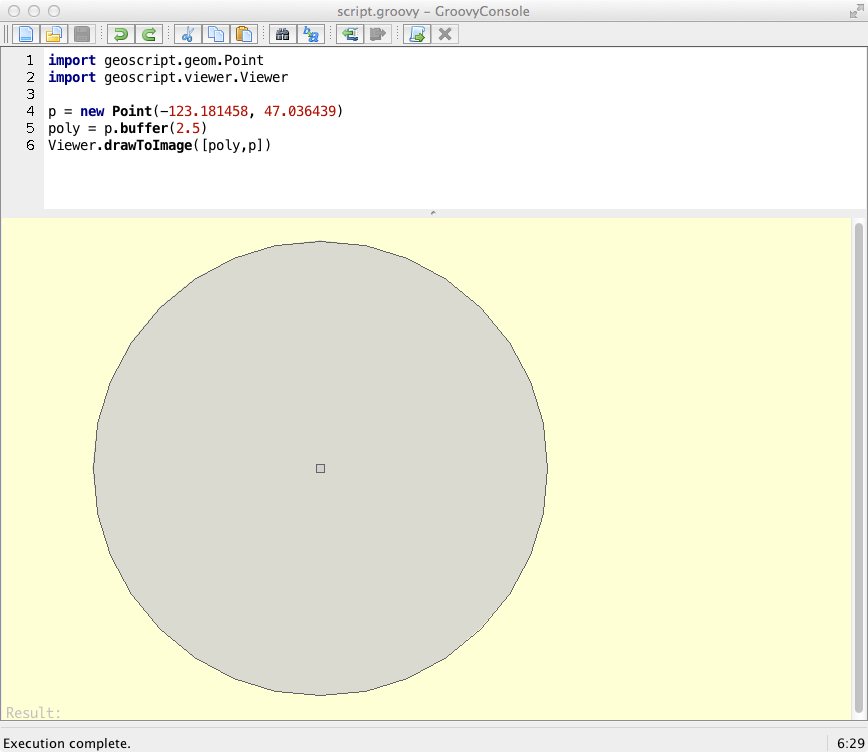 script.groovy – GroovyConsole
1 import geoscript.geom.Point
2 import geoscript.viewer.Viewer
3
4 p = new Point(-123.181458, 47.036439)
5 poly = p.buffer(2.5)
6 Viewer.drawToImage([poly,p])
Result:
Execution complete.
6:29